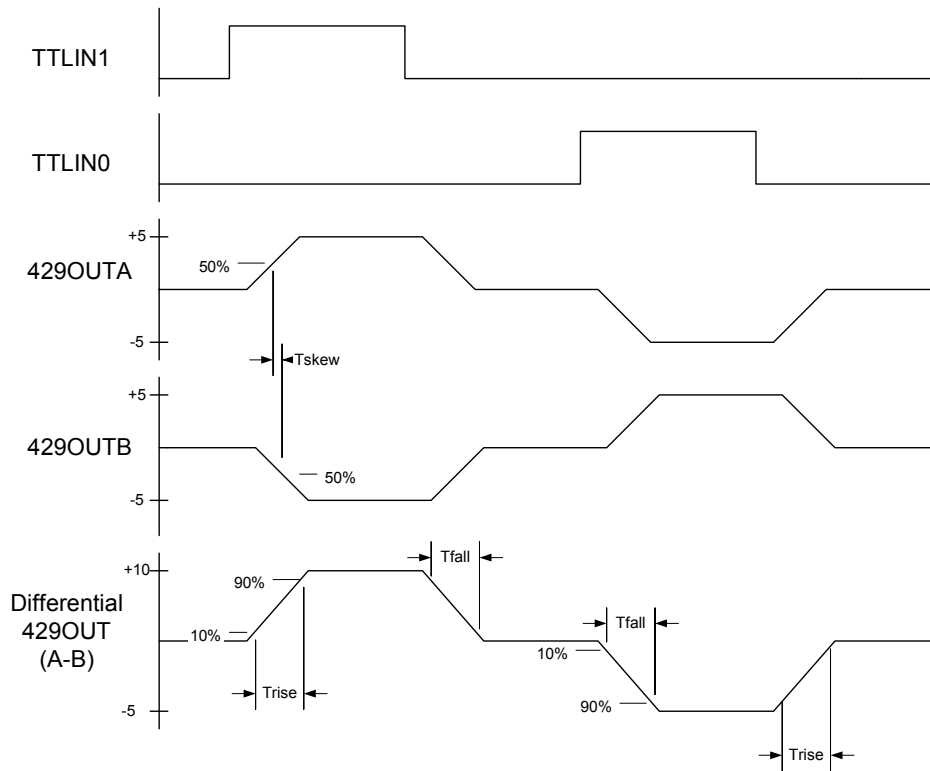 TTLIN1
TTLIN0
+5
50%
429OUTA
-5
Tskew
+5
429OUTB
50%
-5
+10
Tfall
90%
Differential
429OUT
(A-B)
10%
Tfall
10%
Trise
90%
-5
Trise